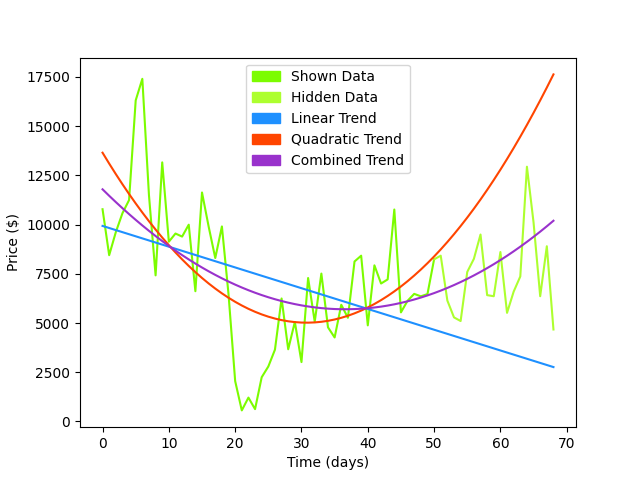 17500
15000
12500
10000
7500
5000
2500
0
Price ($)
Shown Data
Hidden Data
Linear Trend
Quadratic Trend
Combined Trend
0 10 20 30 40 50 60 70
Time (days)